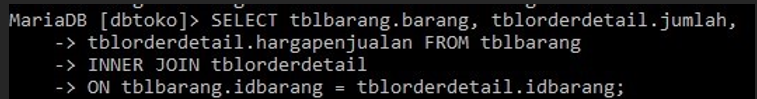 MariaDB [dbtoko]> SELECT tblbarang.barang, tblorderdetail.jumlah,
    -> tblorderdetail.hargapenjualan FROM tblbarang
    -> INNER JOIN tblorderdetail
    -> ON tblbarang.idbarang = tblorderdetail.idbarang;